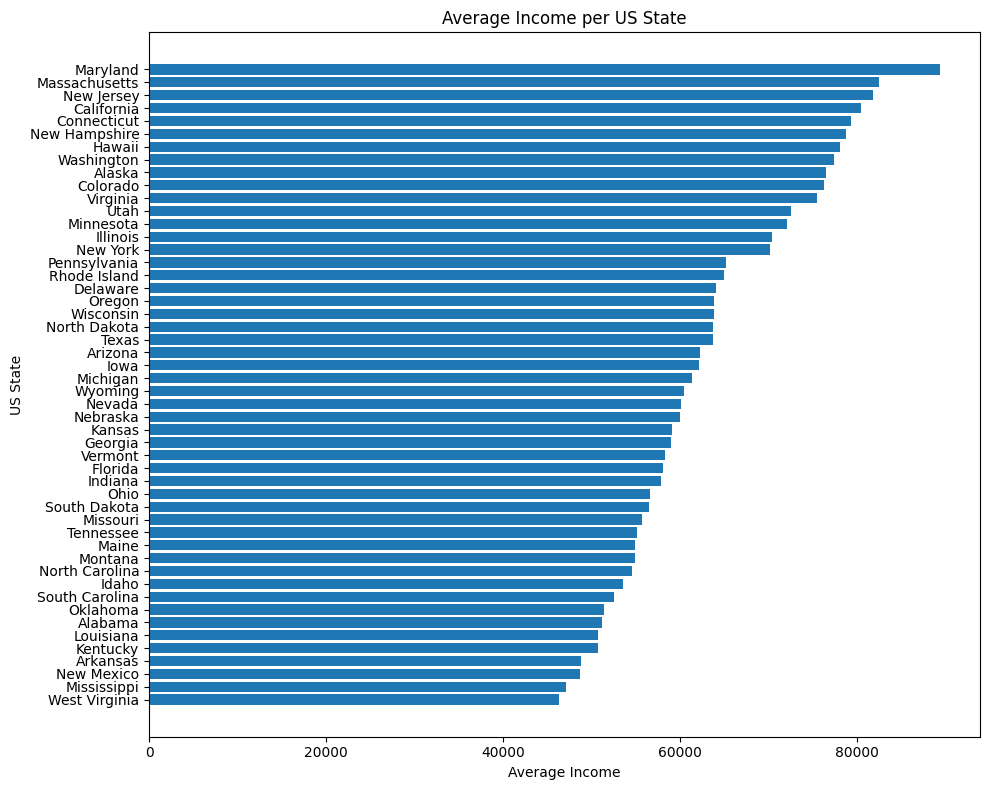 Average Income per US State
Maryland
Massachusetts
New Jersey
California
Connecticut
New Hampshire
Hawaii
Washington
Alaska
Colorado
Virginia
Utah
Minnesota
Illinois
New York
Pennsylvania
Rhode Island
Delaware
Oregon
Wisconsin
North Dakota
Texas
Arizona
Iowa
Michigan
Wyoming
Nevada
Nebraska
Kansas
Georgia
Vermont
Florida
Indiana
Ohio
South Dakota
Missouri
Tennessee
Maine
Montana
North Carolina
Idaho
South Carolina
Oklahoma
Alabama
Louisiana
Kentucky
Arkansas
New Mexico
Mississippi
West Virginia
US State
0 20000 40000 60000 80000
Average Income